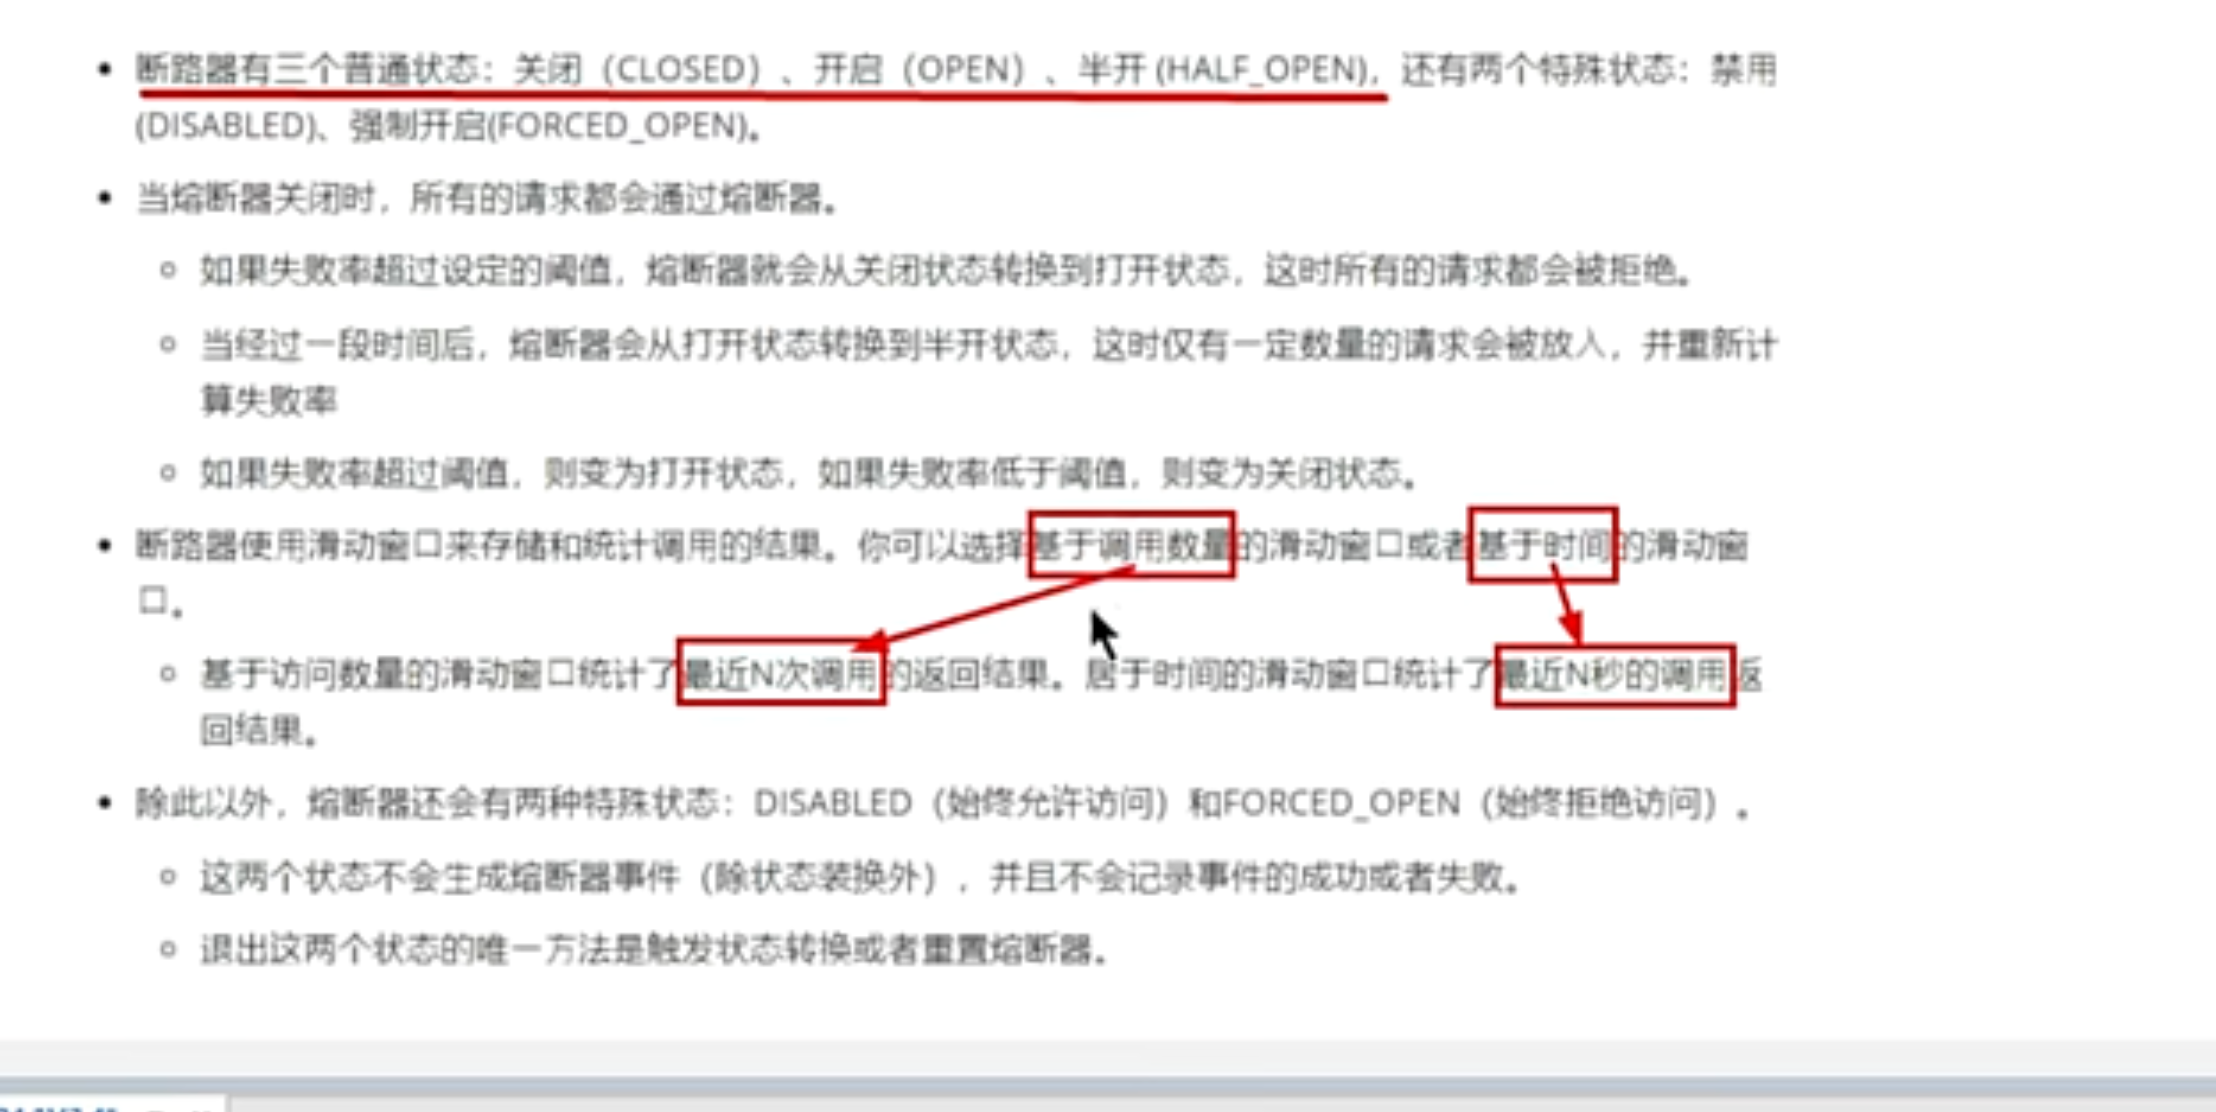 • 断路器有三个普通状态：关闭（CLOSED）、开启（OPEN）、半开 (HALF_OPEN)，还有两个特殊状态：禁用
(DISABLED)、强制开启(FORCED_OPEN)。
• 当熔断器关闭时，所有的请求都会通过熔断器。
◦ 如果失败率超过设定的阈值，熔断器就会从关闭状态转换到打开状态，这时所有的请求都会被拒绝。
◦ 当经过一段时间后，熔断器会从打开状态转换到半开状态，这时仅有一定数量的请求会被放入，并重新计
算失败率
◦ 如果失败率超过阈值，则变为打开状态，如果失败率低于阈值，则变为关闭状态。
• 断路器使用滑动窗口来存储和统计调用的结果。你可以选择基于调用数量的滑动窗口或者基于时间的滑动窗
口。
◦ 基于访问数量的滑动窗口统计了最近N次调用的返回结果。居于时间的滑动窗口统计了最近N秒的调用返
回结果。
• 除此以外，熔断器还会有两种特殊状态：DISABLED（始终允许访问）和FORCED_OPEN（始终拒绝访问）。
◦ 这两个状态不会生成熔断器事件（除状态装换外），并且不会记录事件的成功或者失败。
◦ 退出这两个状态的唯一方法是触发状态转换或者重置熔断器。